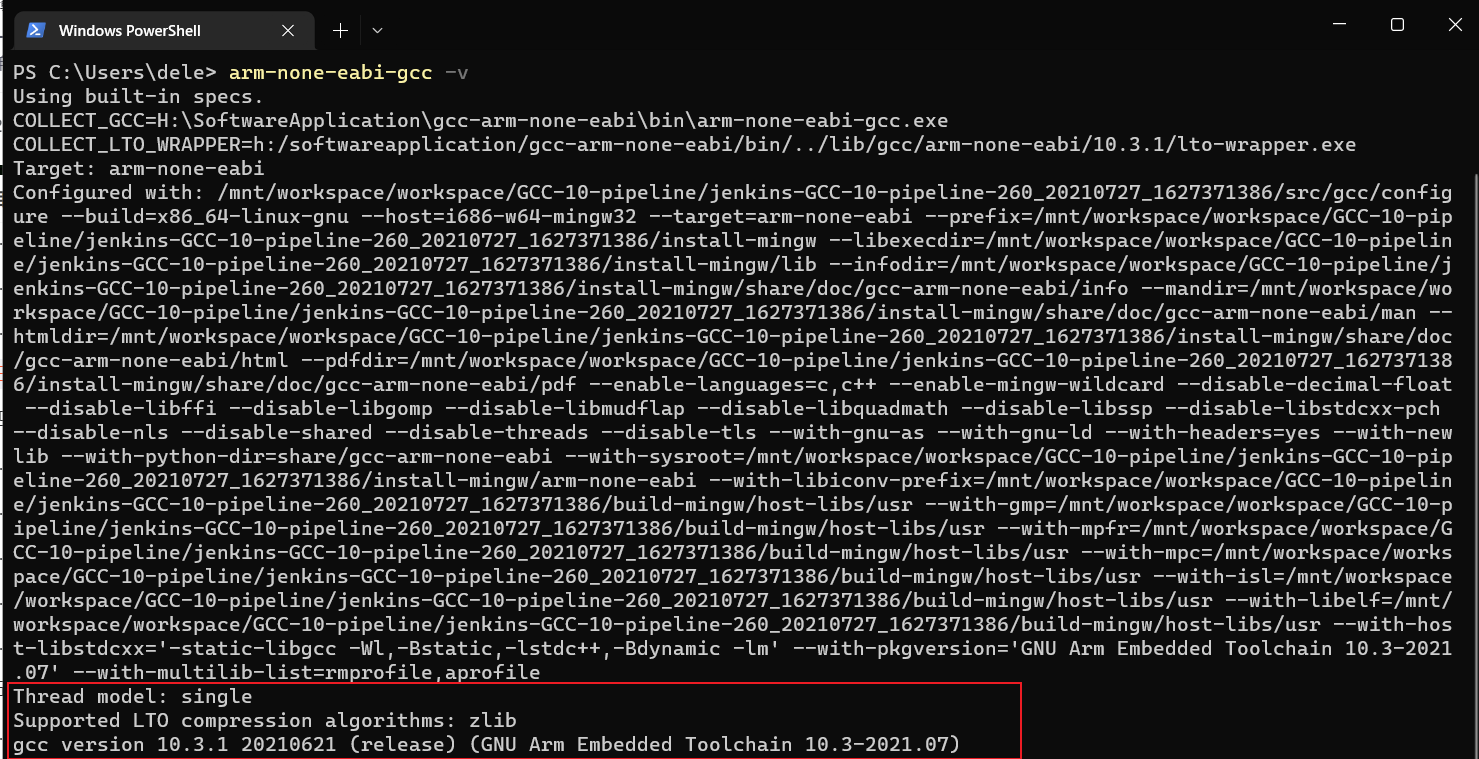 Windows PowerShell
PS C:\Users\dele> arm-none-eabi-gcc -v
Using built-in specs.
COLLECT_GCC=H:\SoftwareApplication\gcc-arm-none-eabi\bin\arm-none-eabi-gcc.exe
COLLECT_LTO_WRAPPER=h:/softwareapplication/gcc-arm-none-eabi/bin/../lib/gcc/arm-none-eabi/10.3.1/lto-wrapper.exe
Target: arm-none-eabi
Configured with: /mnt/workspace/workspace/GCC-10-pipeline/jenkins-GCC-10-pipeline-260_20210727_1627371386/src/gcc/config
ure --build=x86_64-linux-gnu --host=i686-w64-mingw32 --target=arm-none-eabi --prefix=/mnt/workspace/workspace/GCC-10-pip
eline/jenkins-GCC-10-pipeline-260_20210727_1627371386/install-mingw --libexecdir=/mnt/workspace/workspace/GCC-10-pipelin
e/jenkins-GCC-10-pipeline-260_20210727_1627371386/install-mingw/lib --infodir=/mnt/workspace/workspace/GCC-10-pipeline/j
enkins-GCC-10-pipeline-260_20210727_1627371386/install-mingw/share/doc/gcc-arm-none-eabi/info --mandir=/mnt/workspace/wo
rkspace/GCC-10-pipeline/jenkins-GCC-10-pipeline-260_20210727_1627371386/install-mingw/share/doc/gcc-arm-none-eabi/man --
htmldir=/mnt/workspace/workspace/GCC-10-pipeline/jenkins-GCC-10-pipeline-260_20210727_1627371386/install-mingw/share/doc
/gcc-arm-none-eabi/html --pdfdir=/mnt/workspace/workspace/GCC-10-pipeline/jenkins-GCC-10-pipeline-260_20210727_162737138
6/install-mingw/share/doc/gcc-arm-none-eabi/pdf --enable-languages=c,c++ --enable-mingw-wildcard --disable-decimal-float
 --disable-libffi --disable-libgomp --disable-libmudflap --disable-libquadmath --disable-libssp --disable-libstdcxx-pch
--disable-nls --disable-shared --disable-threads --disable-tls --with-gnu-as --with-gnu-ld --with-headers=yes --with-new
lib --with-python-dir=share/gcc-arm-none-eabi --with-sysroot=/mnt/workspace/workspace/GCC-10-pipeline/jenkins-GCC-10-pip
eline-260_20210727_1627371386/install-mingw/arm-none-eabi --with-libiconv-prefix=/mnt/workspace/workspace/GCC-10-pipelin
e/jenkins-GCC-10-pipeline-260_20210727_1627371386/build-mingw/host-libs/usr --with-gmp=/mnt/workspace/workspace/GCC-10-p
ipeline/jenkins-GCC-10-pipeline-260_20210727_1627371386/build-mingw/host-libs/usr --with-mpfr=/mnt/workspace/workspace/G
CC-10-pipeline/jenkins-GCC-10-pipeline-260_20210727_1627371386/build-mingw/host-libs/usr --with-mpc=/mnt/workspace/works
pace/GCC-10-pipeline/jenkins-GCC-10-pipeline-260_20210727_1627371386/build-mingw/host-libs/usr --with-isl=/mnt/workspace
/workspace/GCC-10-pipeline/jenkins-GCC-10-pipeline-260_20210727_1627371386/build-mingw/host-libs/usr --with-libelf=/mnt/
workspace/workspace/GCC-10-pipeline/jenkins-GCC-10-pipeline-260_20210727_1627371386/build-mingw/host-libs/usr --with-hos
t-libstdcxx='-static-libgcc -Wl,-Bstatic,-lstdc++,-Bdynamic -lm' --with-pkgversion='GNU Arm Embedded Toolchain 10.3-2021
.07' --with-multilib-list=rmprofile,aprofile
Thread model: single
Supported LTO compression algorithms: zlib
gcc version 10.3.1 20210621 (release) (GNU Arm Embedded Toolchain 10.3-2021.07)